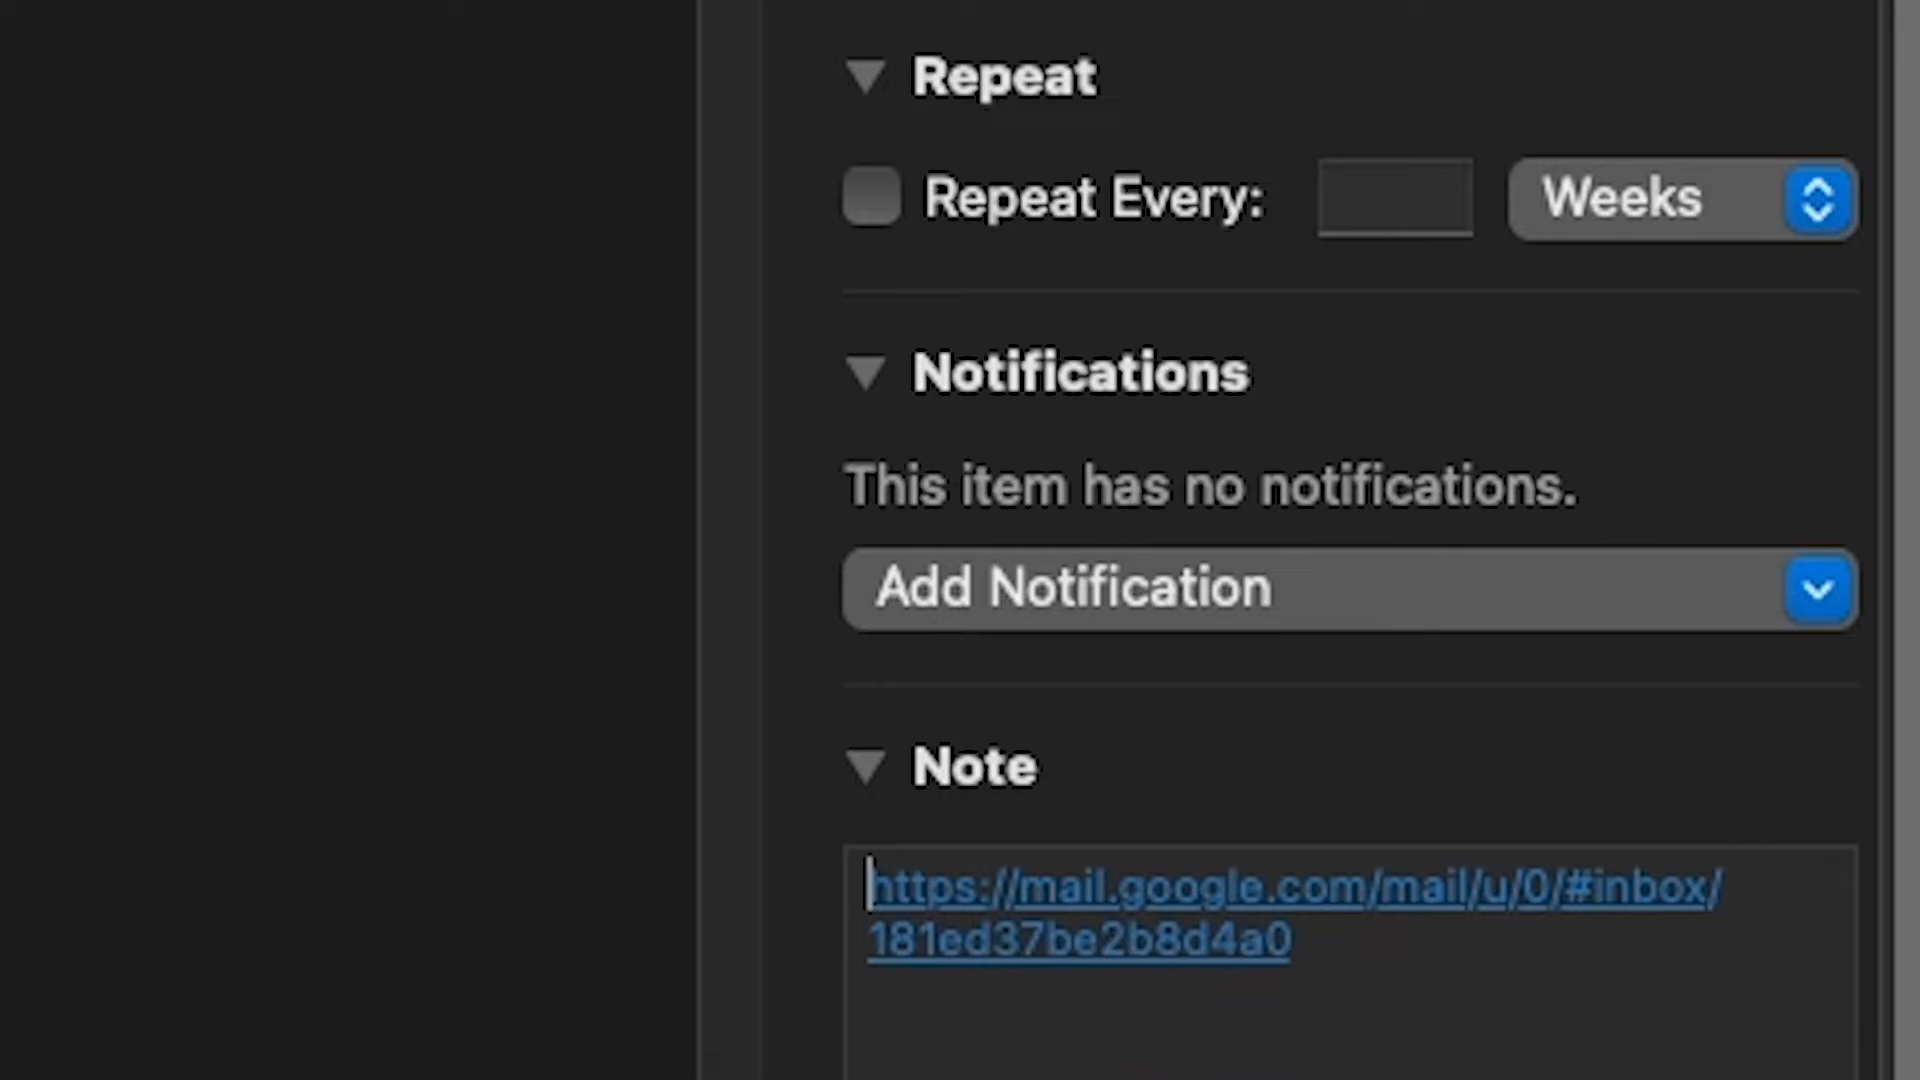 Repeat
Repeat Every: Weeks
Notifications
This item has no notifications.
Add Notification
Note
https://mail.google.com/mail/u/0/#inbox/
181ed37be2b8d4a0